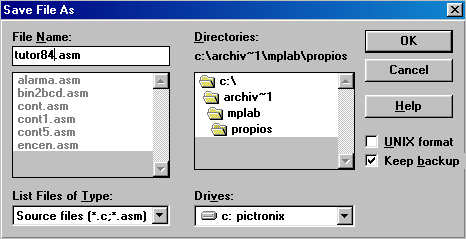 Save File As
File Name:
tutor84.asm
alarma.asm
bin2bcd.asm
cont.asm
cont1.asm
cont5.asm
encen.asm
List Files of Type:
Source files (*.c;*.asm)
Directories:
c:\archiv~1\mplab\propios
c:\
archiv~1
mplab
propios
Drives:
c: pictronix
OK
Cancel
Help
UNIX format
Keep backup